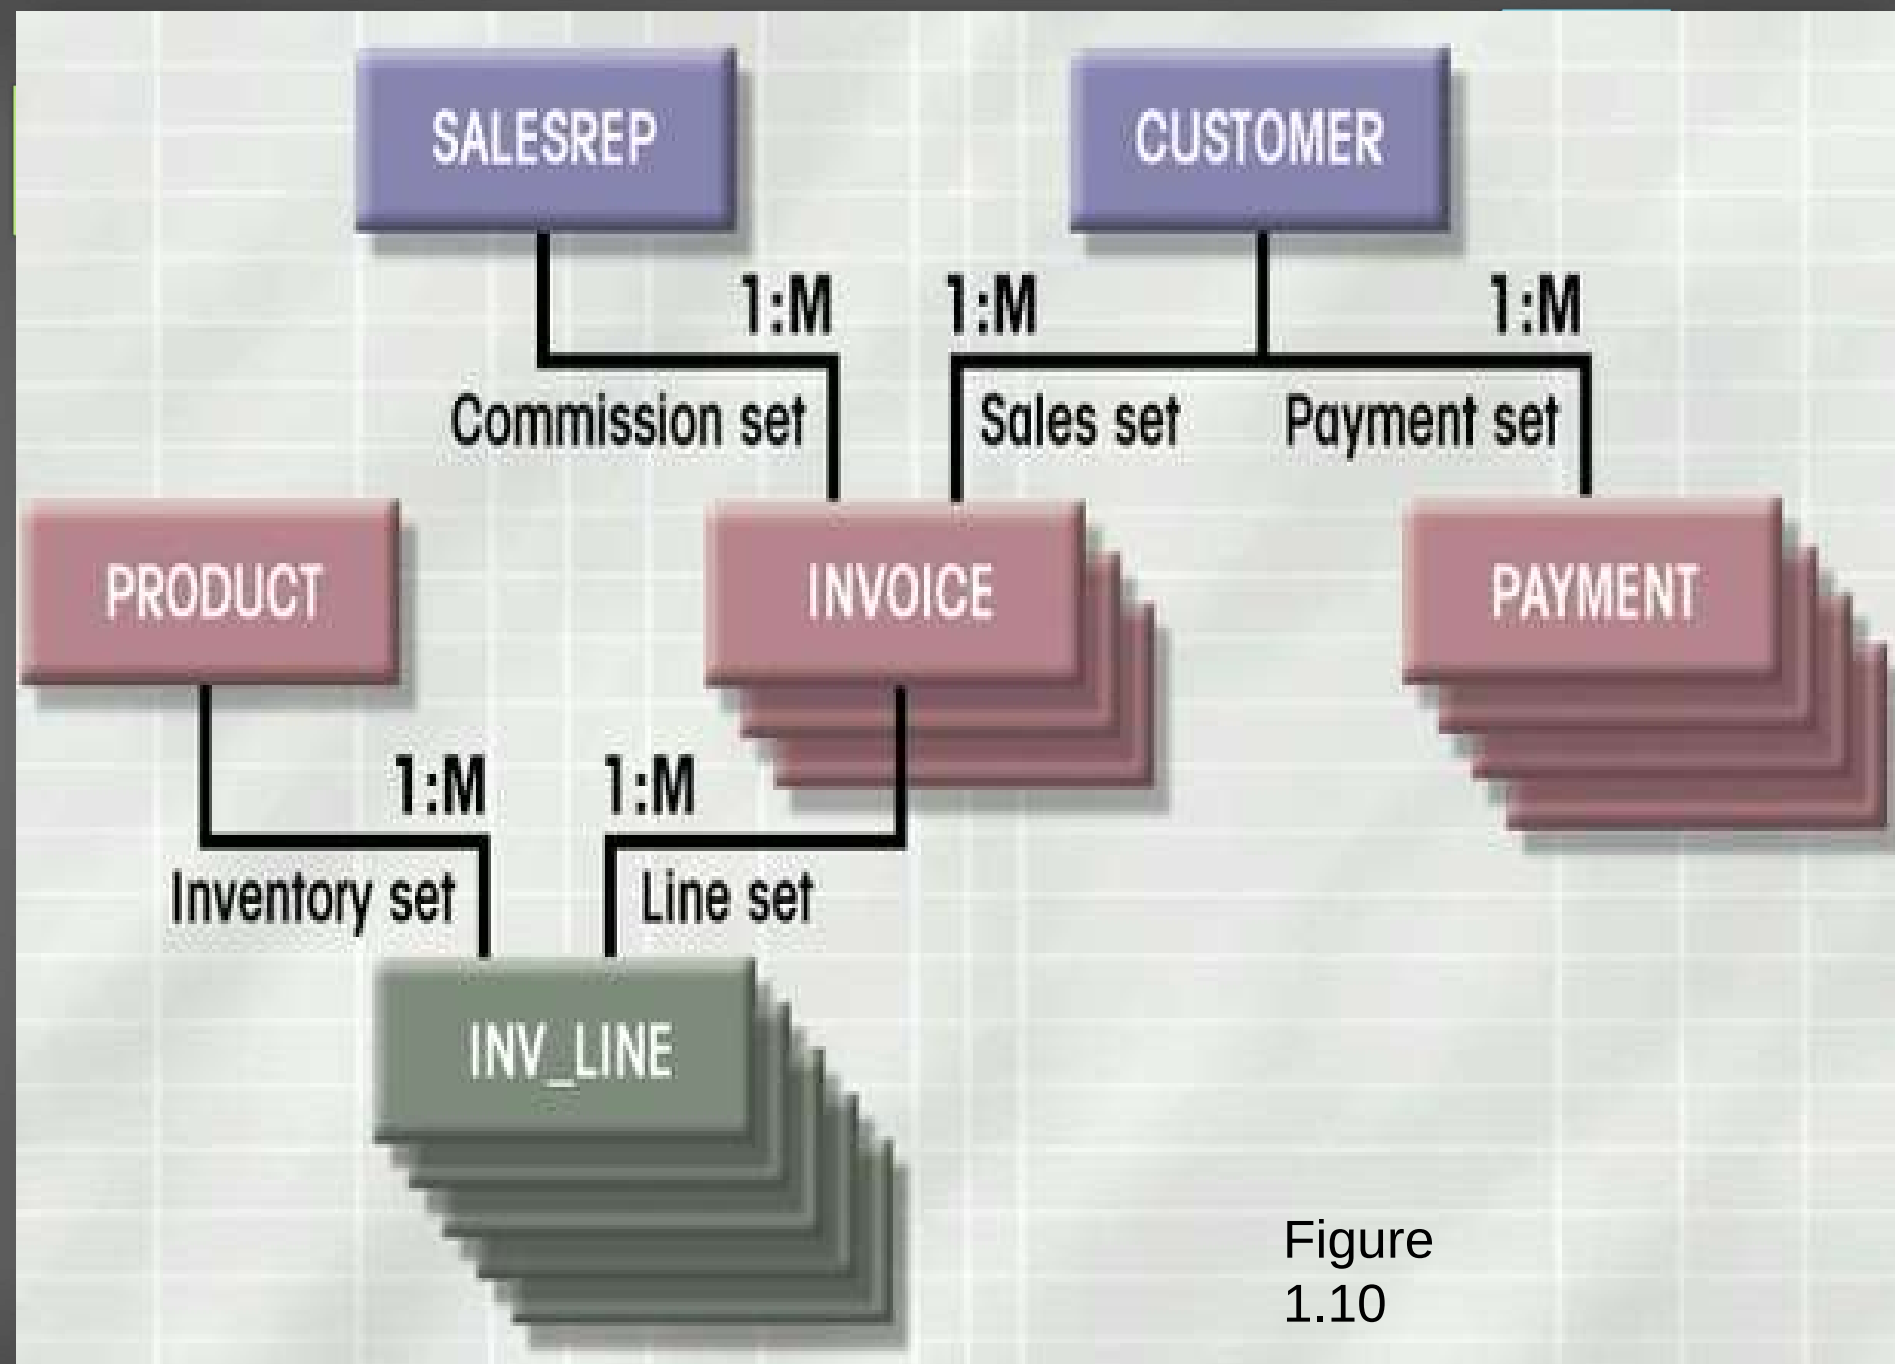 SALESREP
CUSTOMER
1:M
1:M
1:M
Commission set
Sales set
Payment set
PRODUCT
INVOICE
PAYMENT
1:M
1:M
Inventory set
Line set
INV_LINE
Figure
1.10